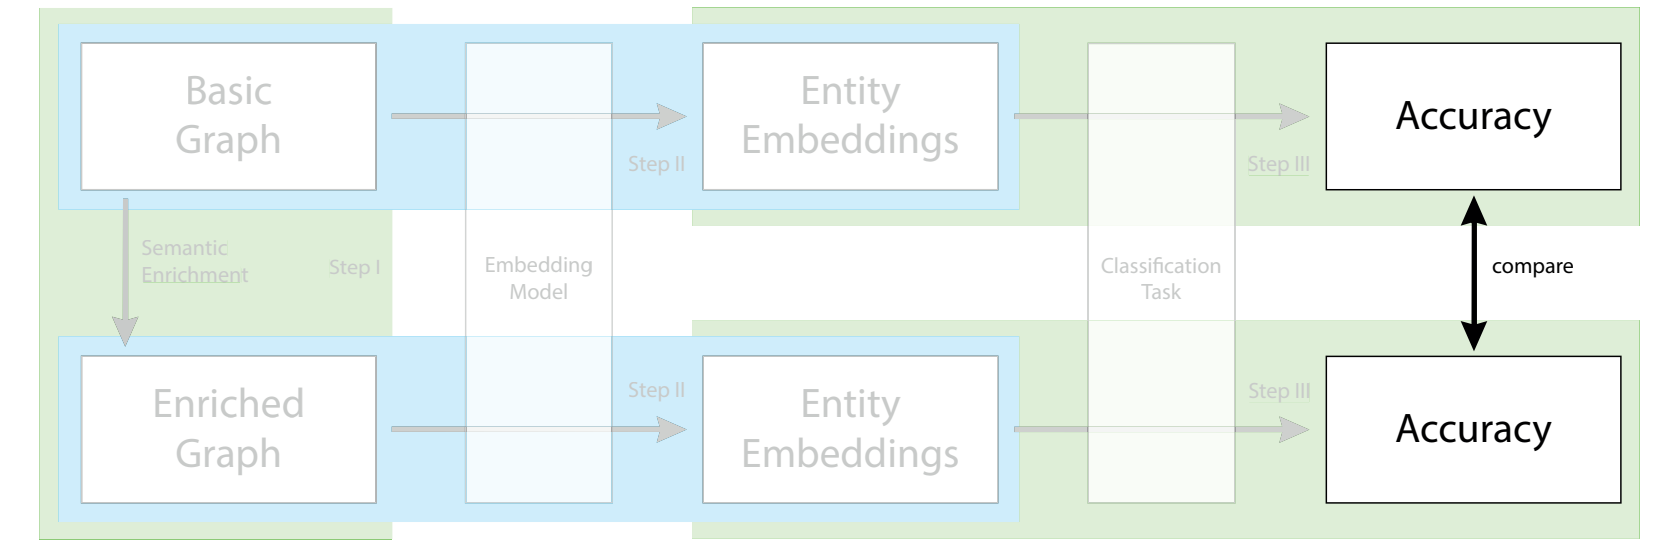 Basic
Graph
Entity
Embeddings
Accuracy
Step II
Step III
Semantic
Enrichment
Step I
Embedding
Model
Classification
Task
compare
Enriched
Graph
Step II
Entity
Embeddings
Step III
Accuracy